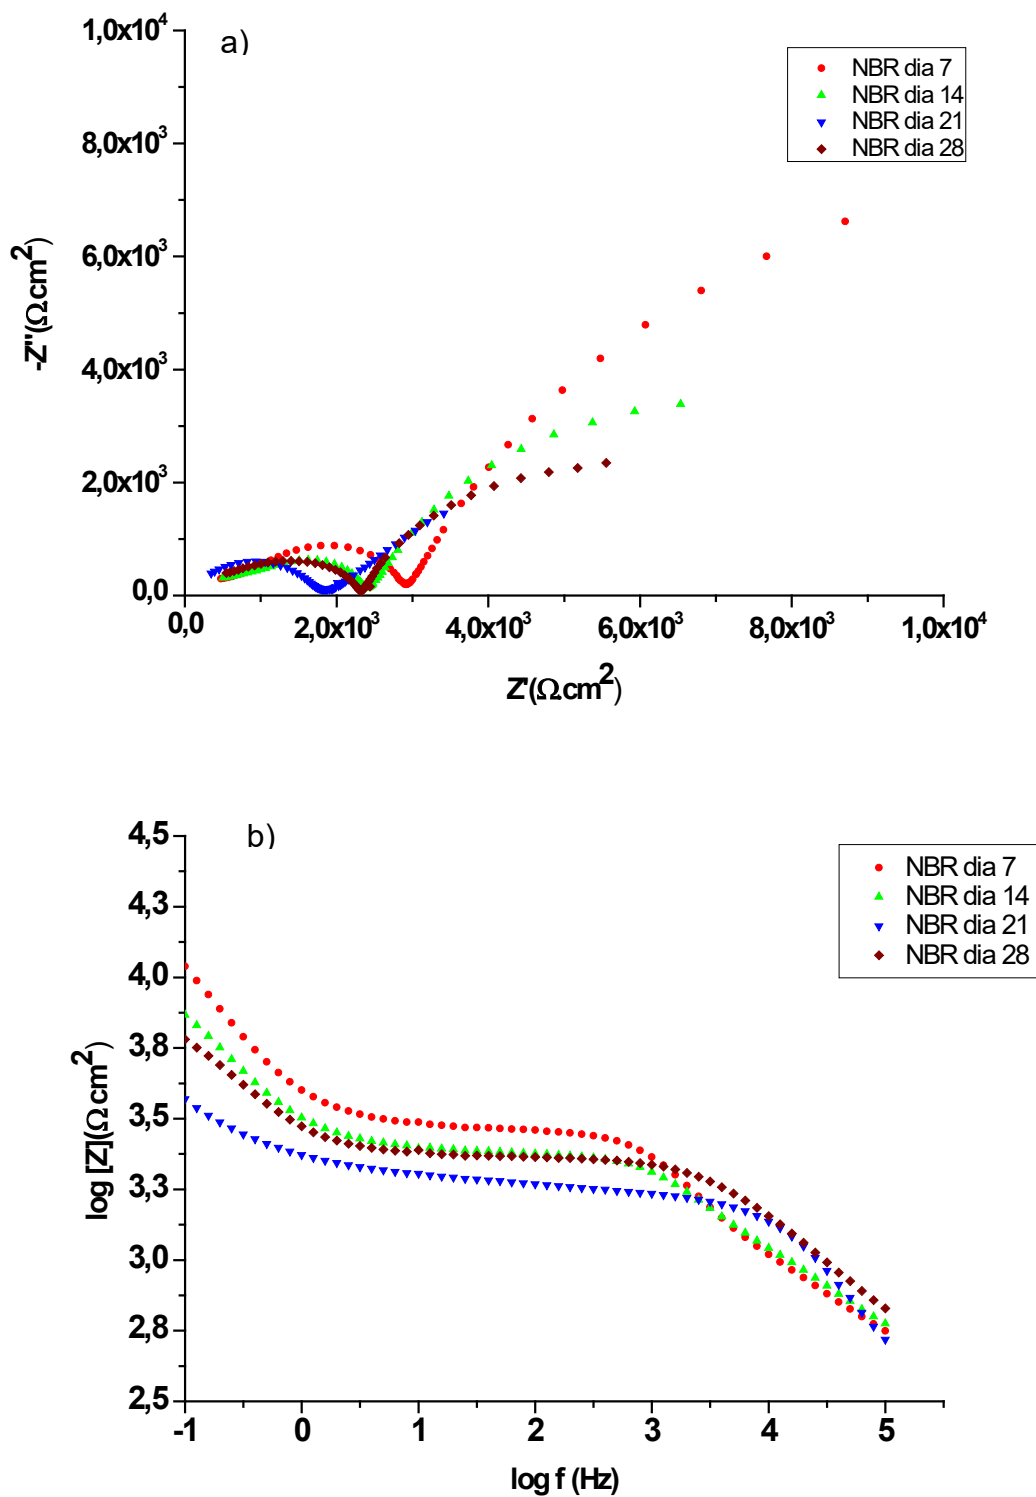 a)
1,0x10⁴
8,0x10³
6,0x10³
4,0x10³
2,0x10³
0,0
-Z''(Ω.cm²)
NBR dia 7
NBR dia 14
NBR dia 21
NBR dia 28
0,0 2,0x10³ 4,0x10³ 6,0x10³ 8,0x10³ 1,0x10⁴
Z'(Ω.cm²)
b)
4,5
4,3
4,0
3,8
3,5
3,3
3,0
2,8
2,5
log [Z](Ω.cm²)
NBR dia 7
NBR dia 14
NBR dia 21
NBR dia 28
-1 0 1 2 3 4 5
log f (Hz)